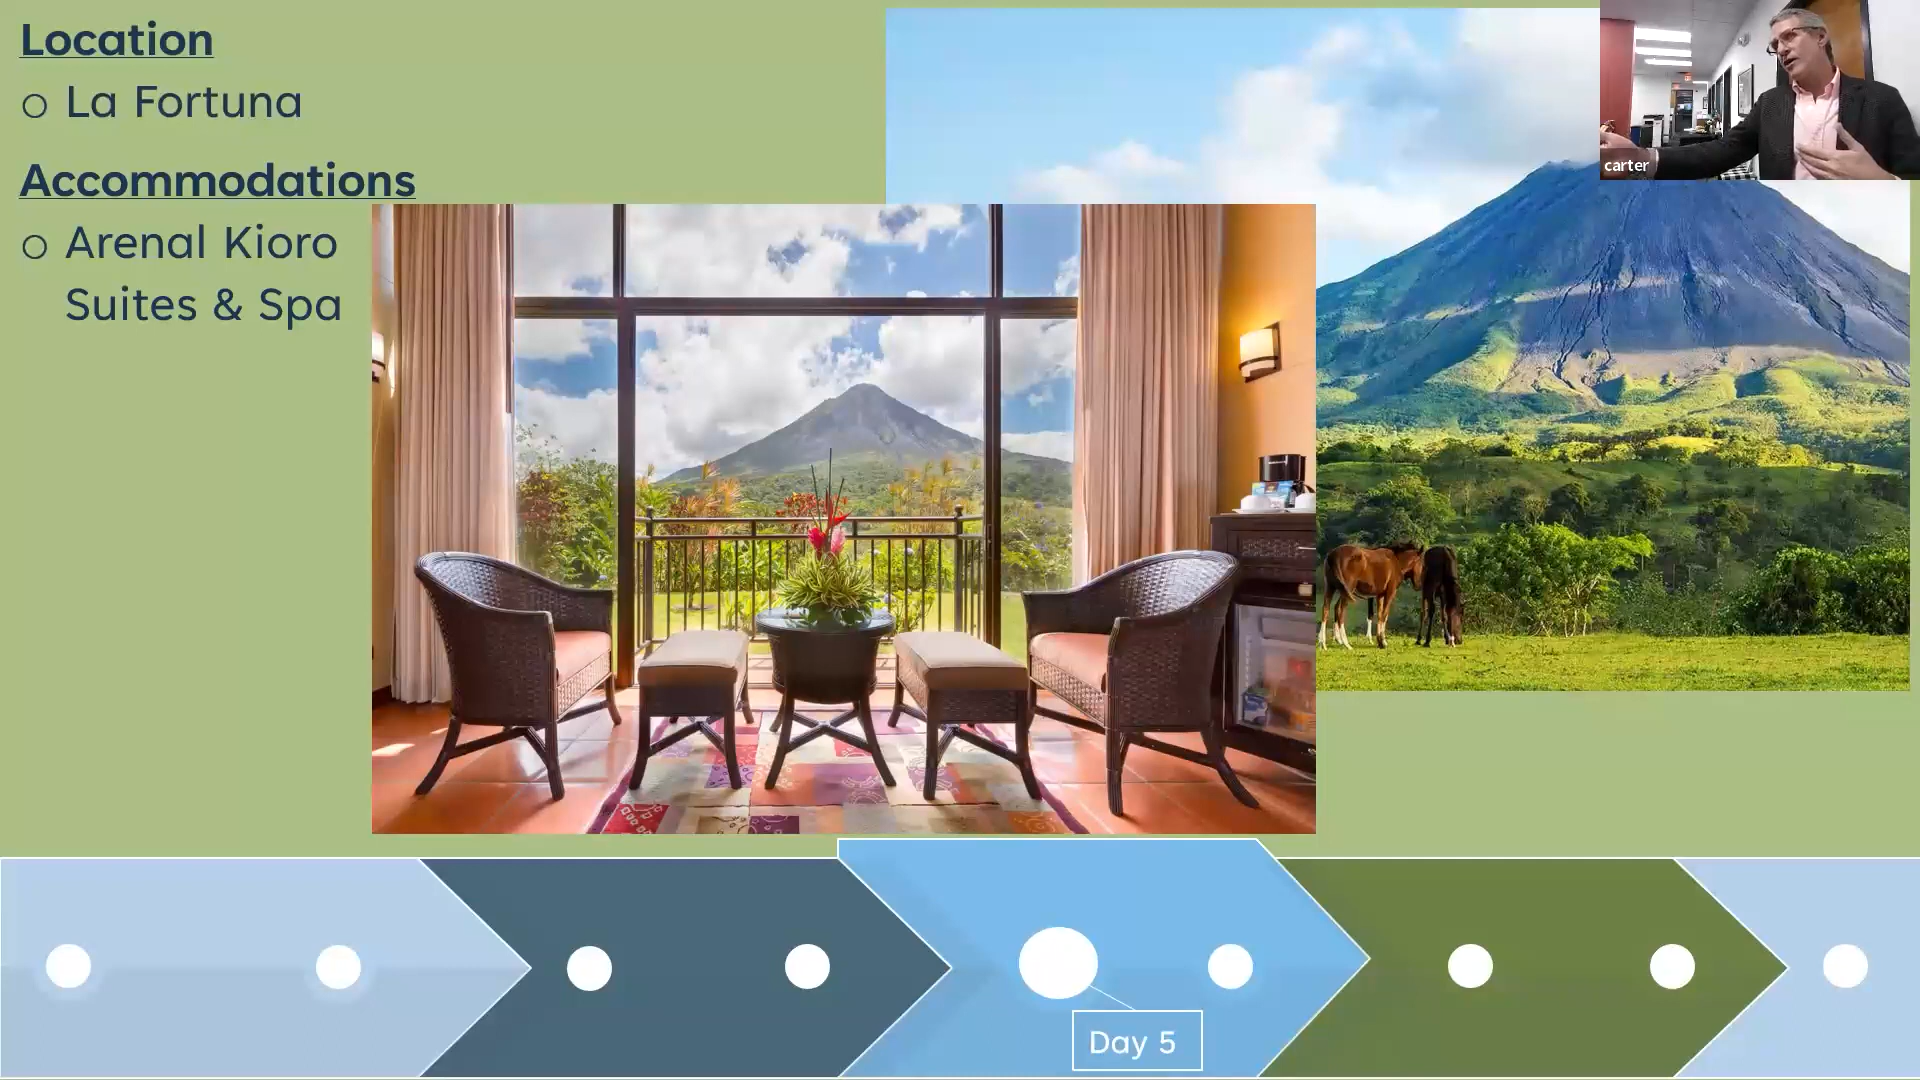 Location
○ La Fortuna
Accommodations
○ Arenal Kioro
Suites & Spa
carter
Day 5